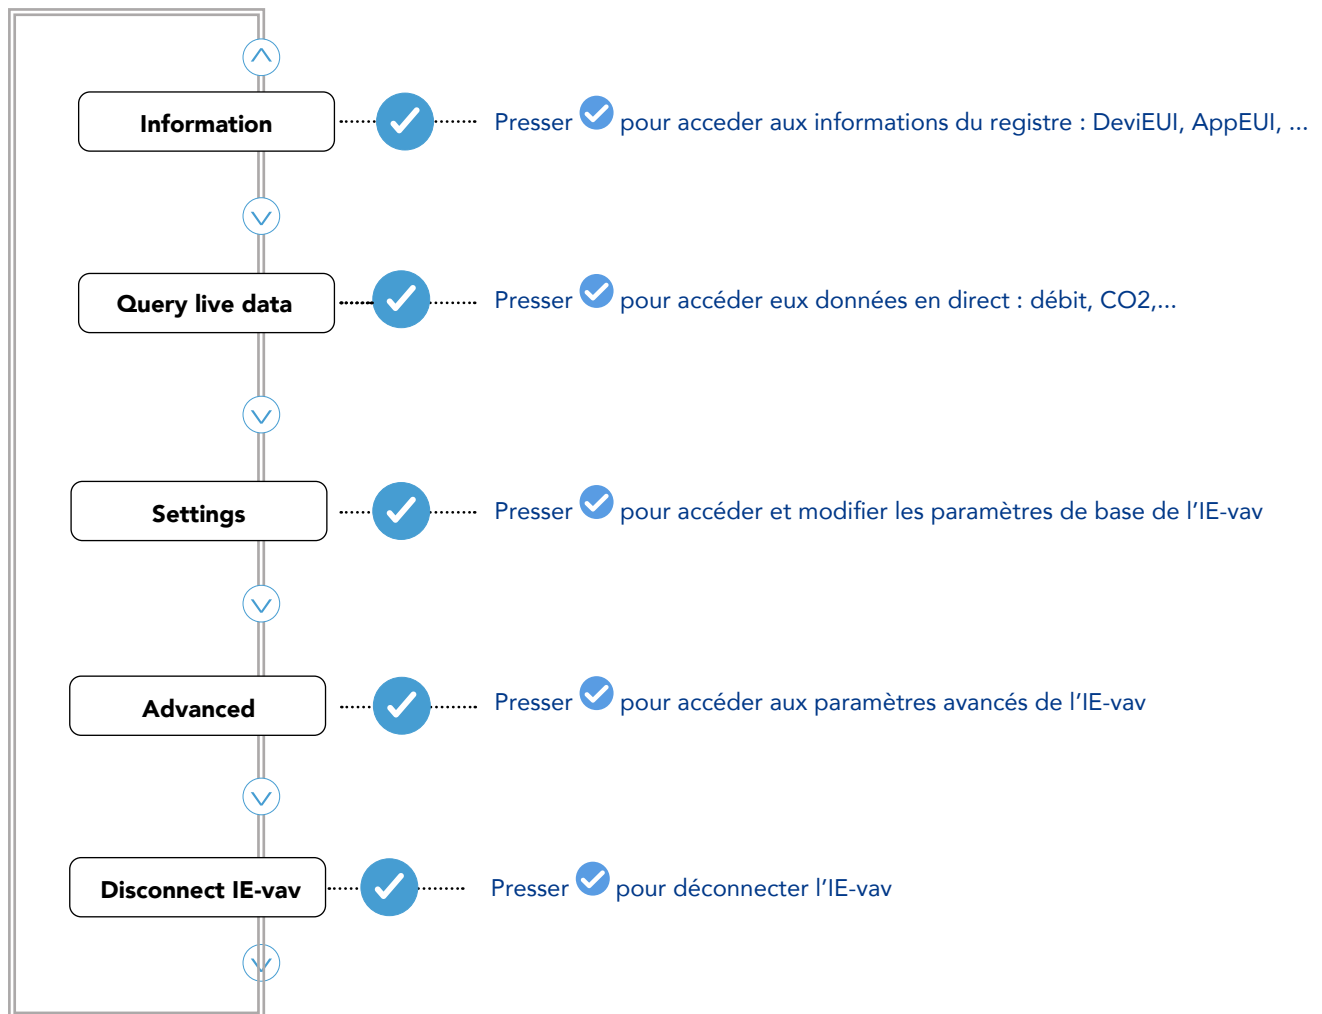 Information
Presser pour acceder aux informations du registre : DeviEUI, AppEUI, ...
Query live data
Presser pour accéder eux données en direct : débit, CO2,...
Settings
Presser pour accéder et modifier les paramètres de base de l’IE-vav
Advanced
Presser pour accéder aux paramètres avancés de l’IE-vav
Disconnect IE-vav
Presser pour déconnecter l’IE-vav